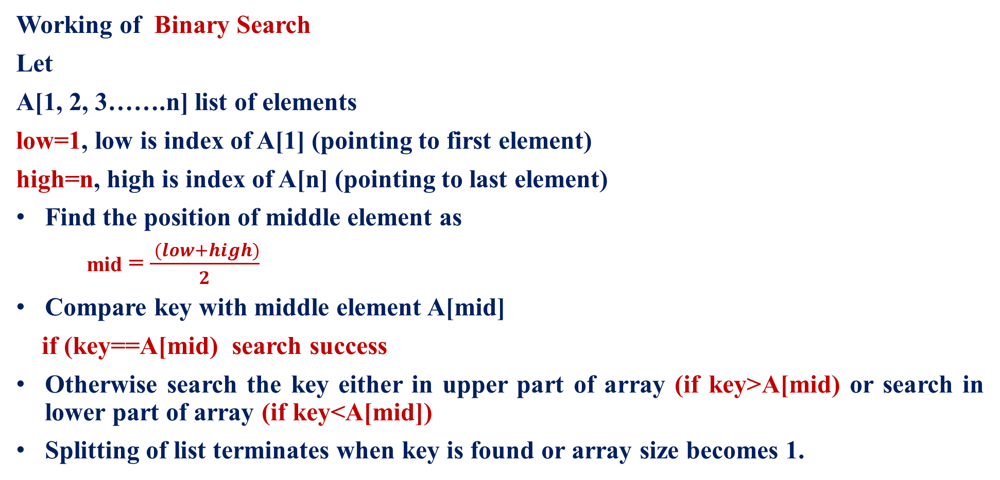 Working of Binary Search
Let
A[1, 2, 3…….n] list of elements
low=1, low is index of A[1] (pointing to first element)
high=n, high is index of A[n] (pointing to last element)
• Find the position of middle element as
mid = (low+high)/2
• Compare key with middle element A[mid]
if (key==A[mid) search success
• Otherwise search the key either in upper part of array (if key>A[mid) or search in
lower part of array (if key<A[mid])
• Splitting of list terminates when key is found or array size becomes 1.